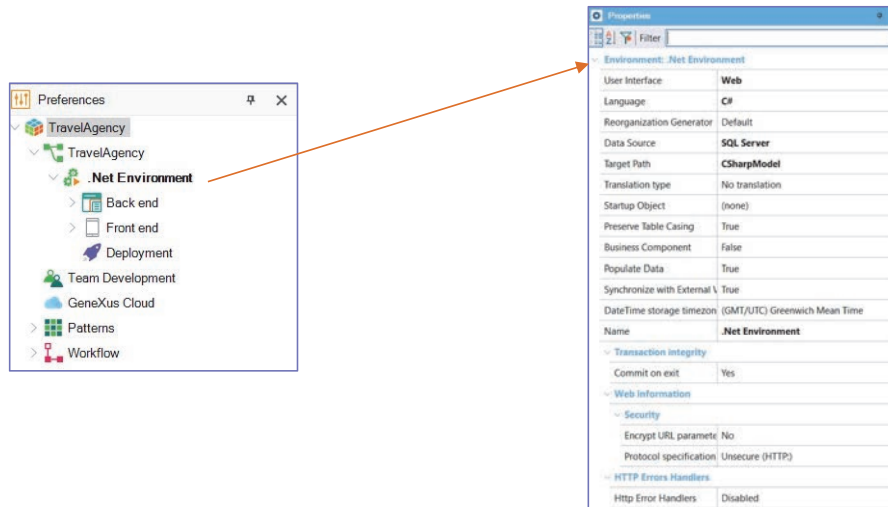 Preferences
TravelAgency
TravelAgency
.Net Environment
Back end
Front end
Deployment
Team Development
GeneXus Cloud
Patterns
Workflow
Properties
Filter
Environment: .Net Environment
User Interface Web
Language C#
Reorganization Generator Default
Data Source SQL Server
Target Path CSharpModel
Translation type No translation
Startup Object (none)
Preserve Table Casing True
Business Component False
Populate Data True
Synchronize with External V True
DateTime storage timezon (GMT/UTC) Greenwich Mean Time
Name .Net Environment
Transaction integrity
Commit on exit Yes
Web information
Security
Encrypt URL paramete No
Protocol specification Unsecure (HTTP:)
HTTP Errors Handlers
Http Error Handlers Disabled